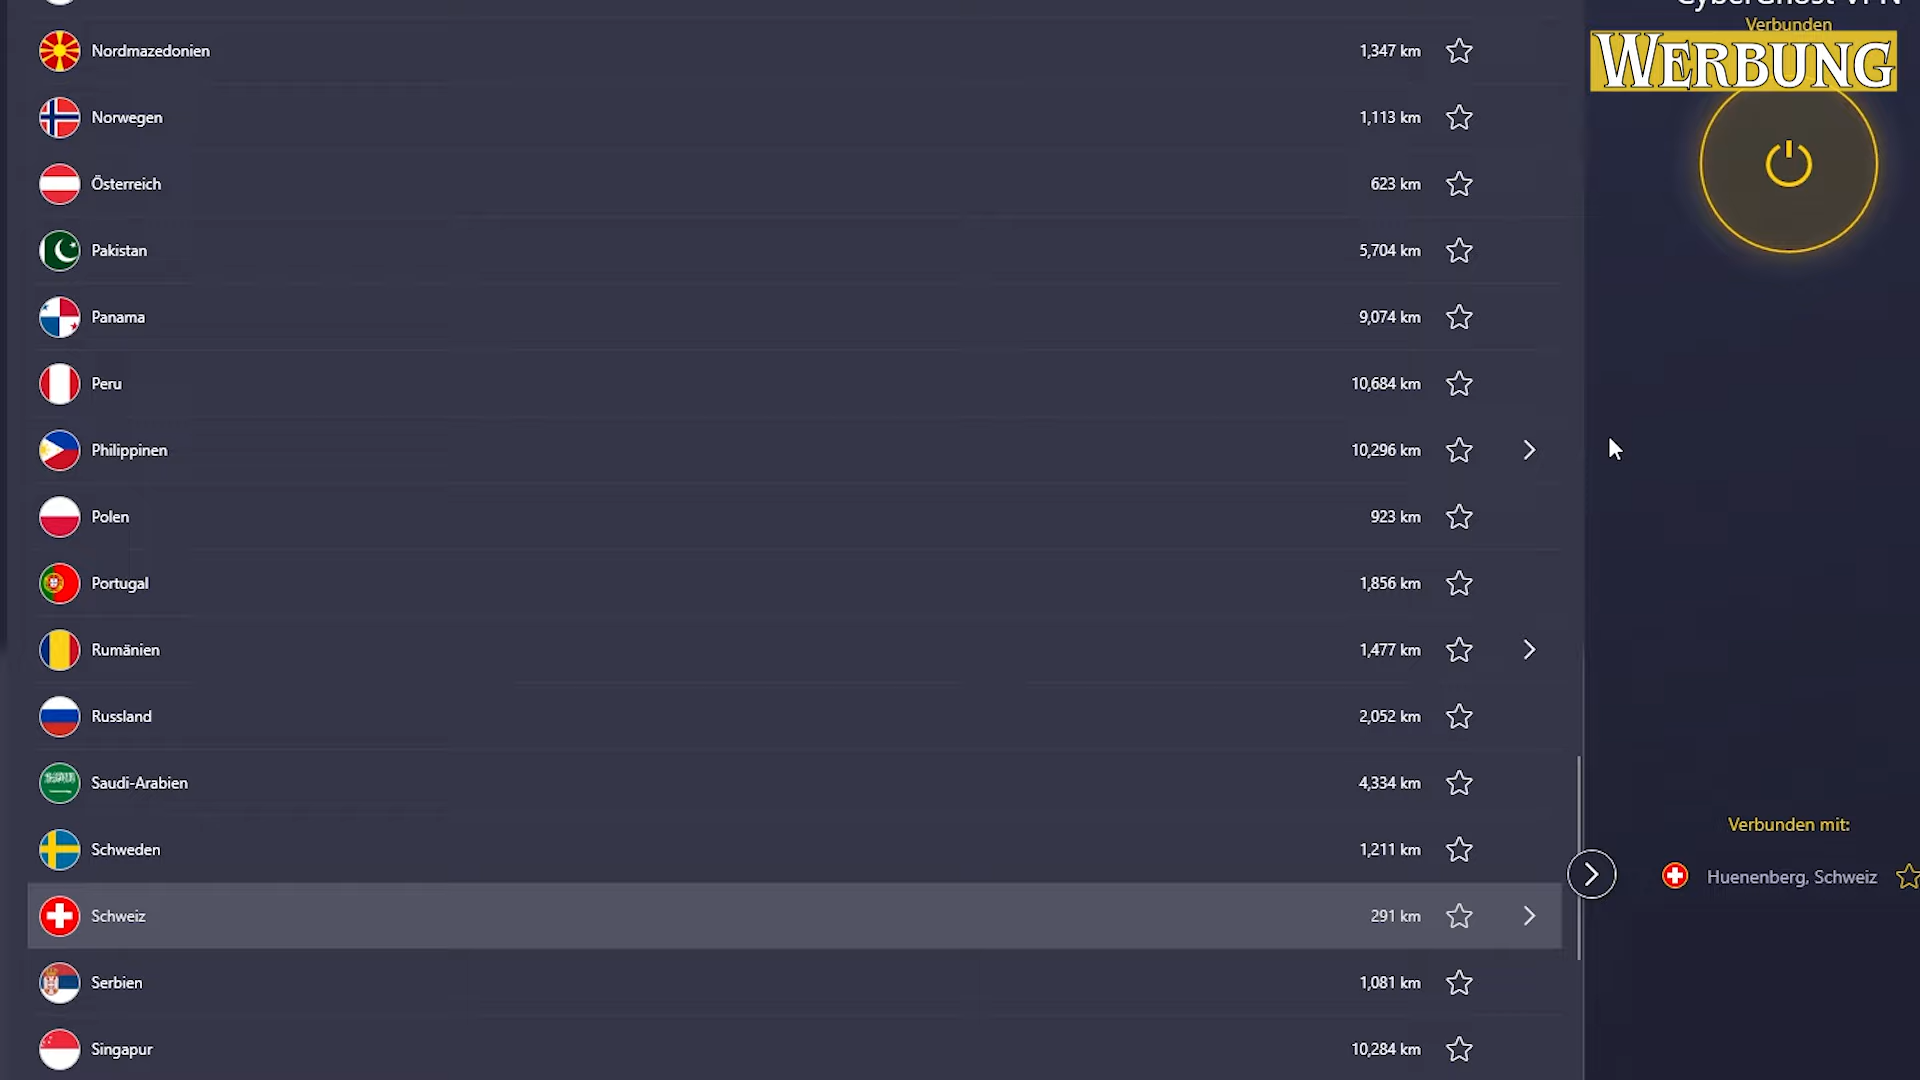 CyberGhost VPN
Verbunden
WERBUNG
Nordmazedonien 1,347 km
Norwegen 1,113 km
Österreich 623 km
Pakistan 5,704 km
Panama 9,074 km
Peru 10,684 km
Philippinen 10,296 km
Polen 923 km
Portugal 1,856 km
Rumänien 1,477 km
Russland 2,052 km
Saudi-Arabien 4,334 km
Schweden 1,211 km
Schweiz 291 km
Serbien 1,081 km
Singapur 10,284 km
Verbunden mit:
Huenenberg, Schweiz